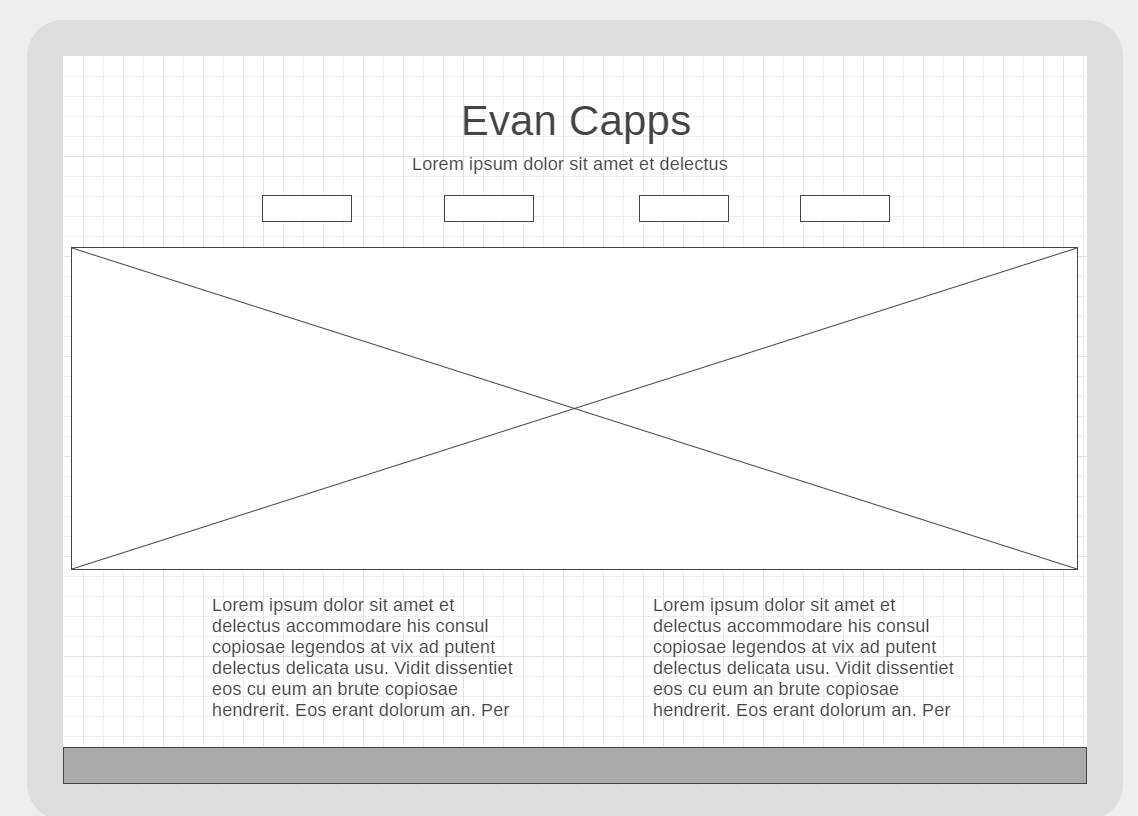 Evan Capps
Lorem ipsum dolor sit amet et delectus
Lorem ipsum dolor sit amet et
delectus accommodare his consul
copiosae legendos at vix ad putent
delectus delicata usu. Vidit dissentiet
eos cu eum an brute copiosae
hendrerit. Eos erant dolorum an. Per
Lorem ipsum dolor sit amet et
delectus accommodare his consul
copiosae legendos at vix ad putent
delectus delicata usu. Vidit dissentiet
eos cu eum an brute copiosae
hendrerit. Eos erant dolorum an. Per